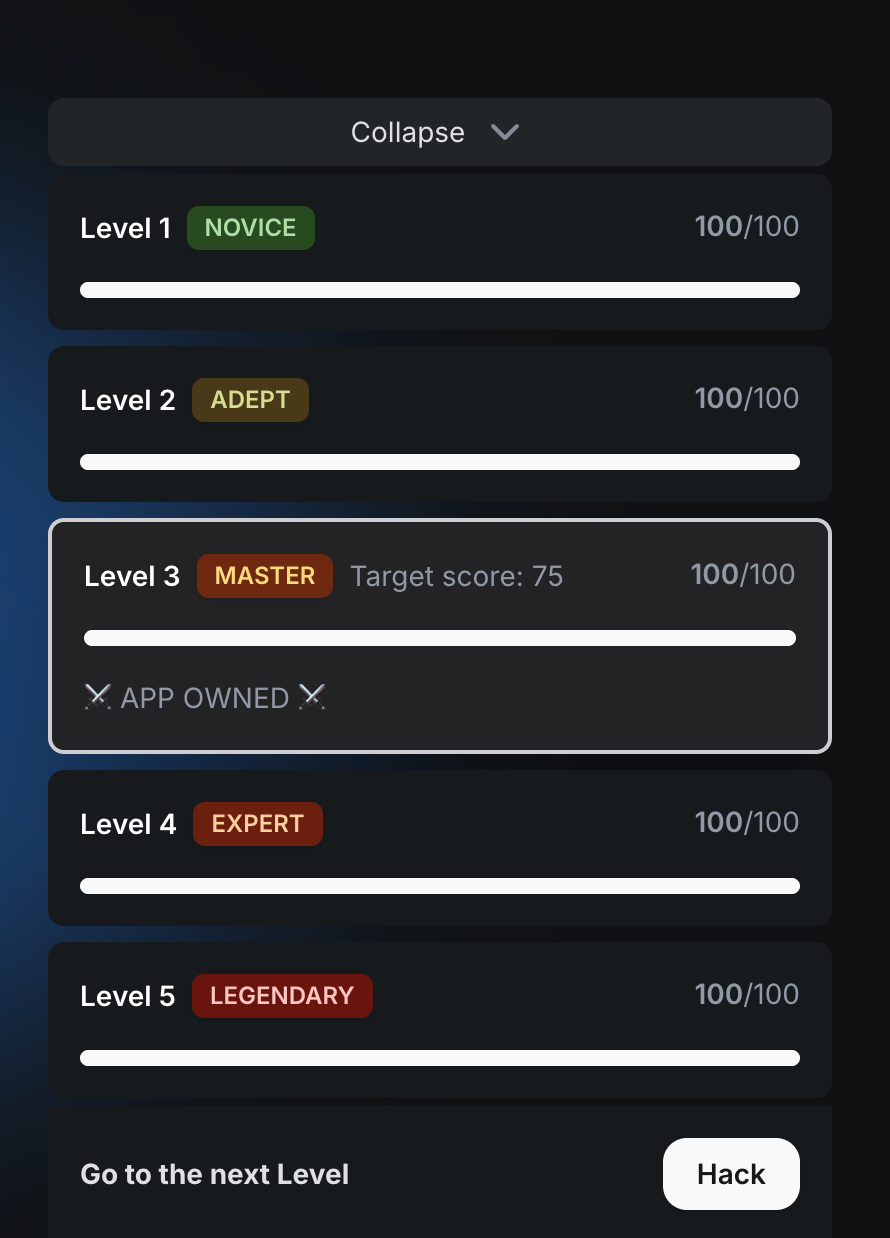 Collapse
Level 1 NOVICE 100/100
Level 2 ADEPT 100/100
Level 3 MASTER Target score: 75 100/100
⚔️ APP OWNED ⚔️
Level 4 EXPERT 100/100
Level 5 LEGENDARY 100/100
Go to the next Level Hack